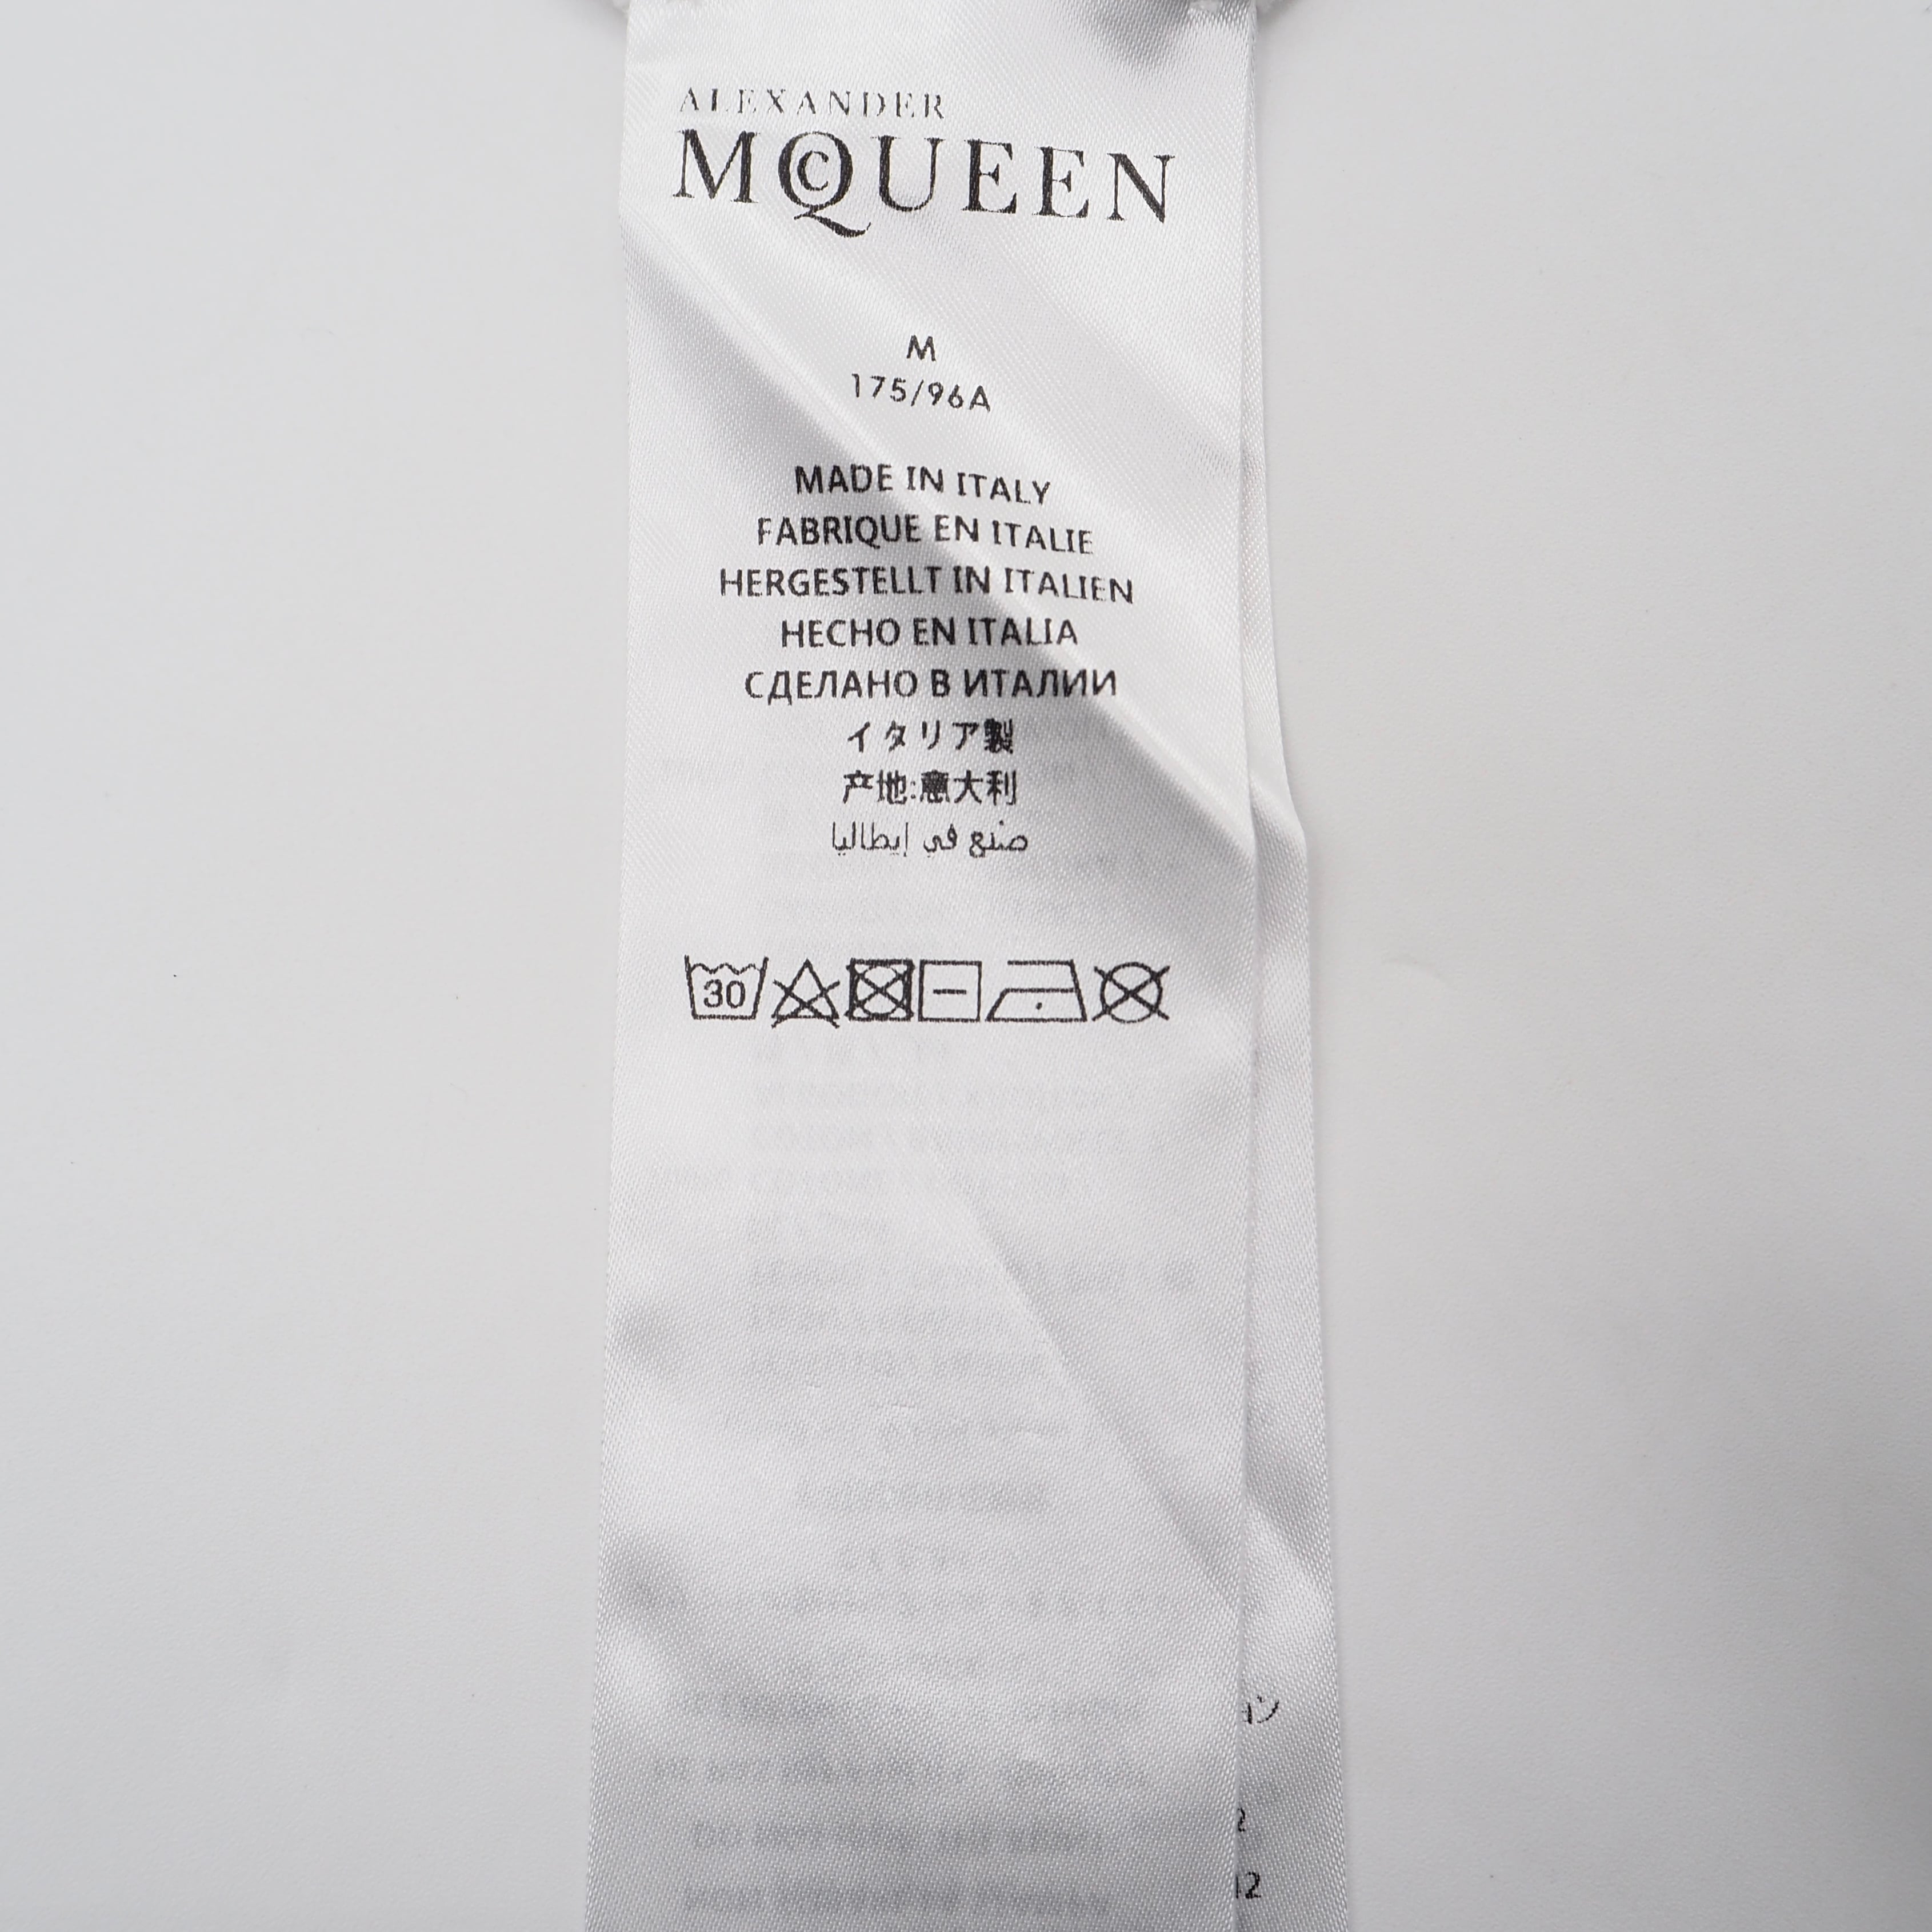 ALEXANDER
MCQUEEN
M
175/96A
MADE IN ITALY
FABRIQUE EN ITALIE
HERGESTELLT IN ITALIEN
HECHO EN ITALIA
СДЕЛАНО В ИТАЛИИ
イタリア製
产地:意大利
صنع في إيطاليا
30